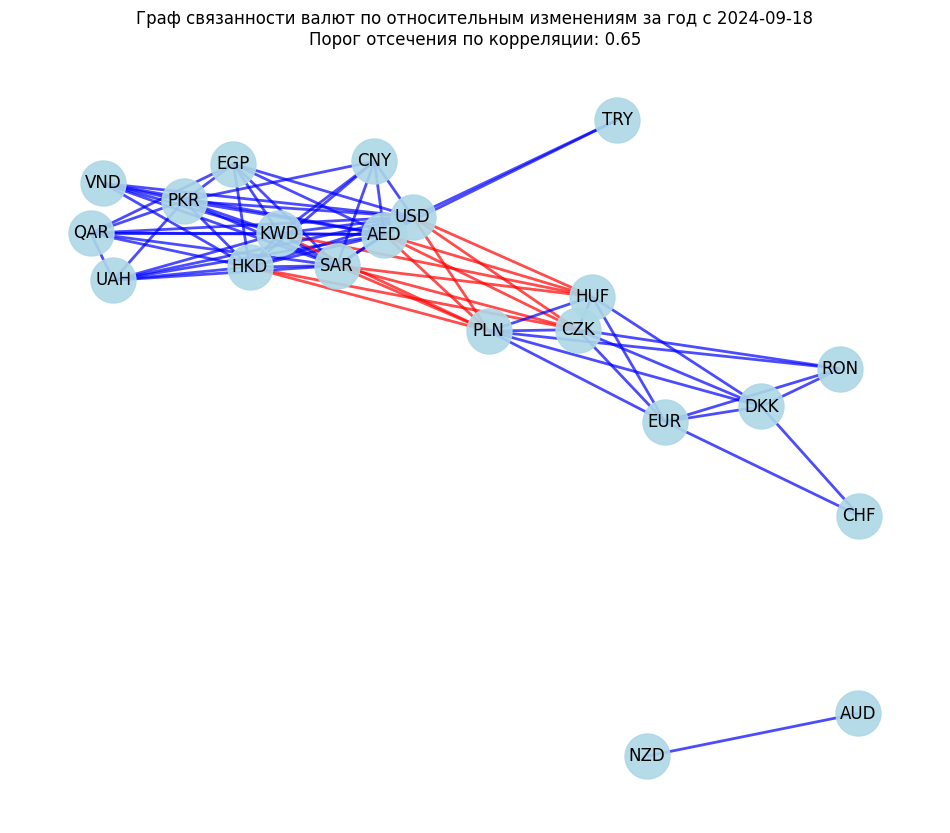 Граф связанности валют по относительным изменениям за год с 2024-09-18
Порог отсечения по корреляции: 0.65
TRY
CNY
EGP
VND
PKR
USD
QAR
KWD
AED
HKD
SAR
UAH
HUF
PLN
CZK
RON
DKK
EUR
CHF
AUD
NZD